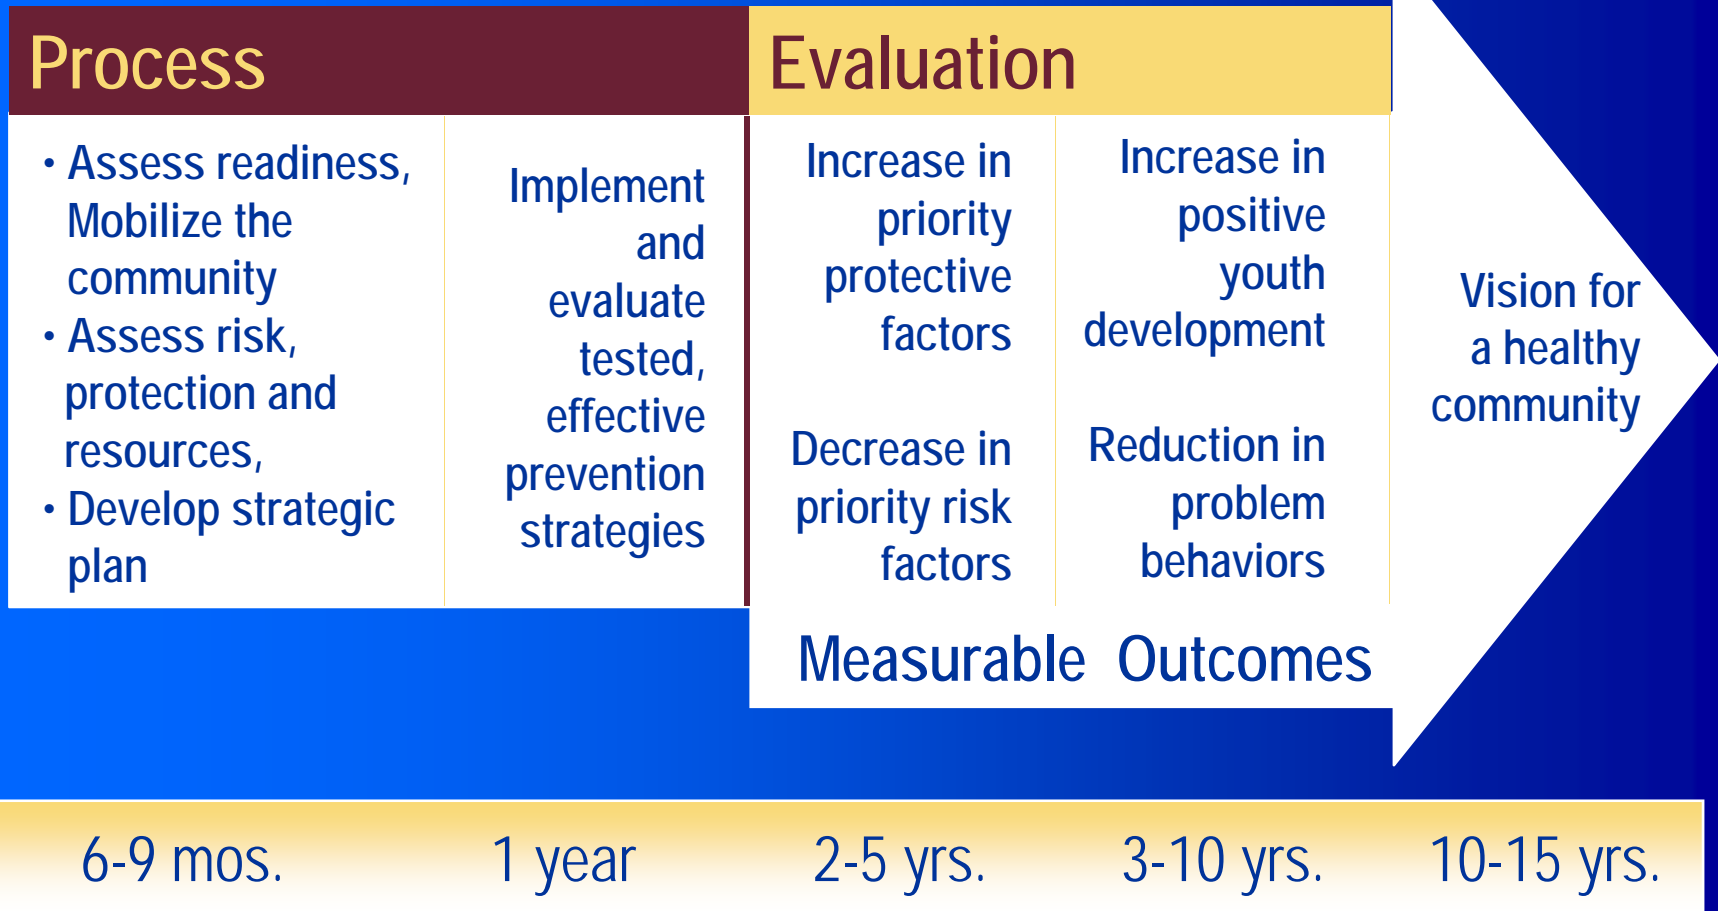 Process
Evaluation
• Assess readiness,
Mobilize the
community
• Assess risk,
protection and
resources,
• Develop strategic
plan
Implement
and
evaluate
tested,
effective
prevention
strategies
Increase in
priority
protective
factors
Decrease in
priority risk
factors
Increase in
positive
youth
development
Reduction in
problem
behaviors
Measurable Outcomes
Vision for
a healthy
community
6-9 mos.
1 year
2-5 yrs.
3-10 yrs.
10-15 yrs.